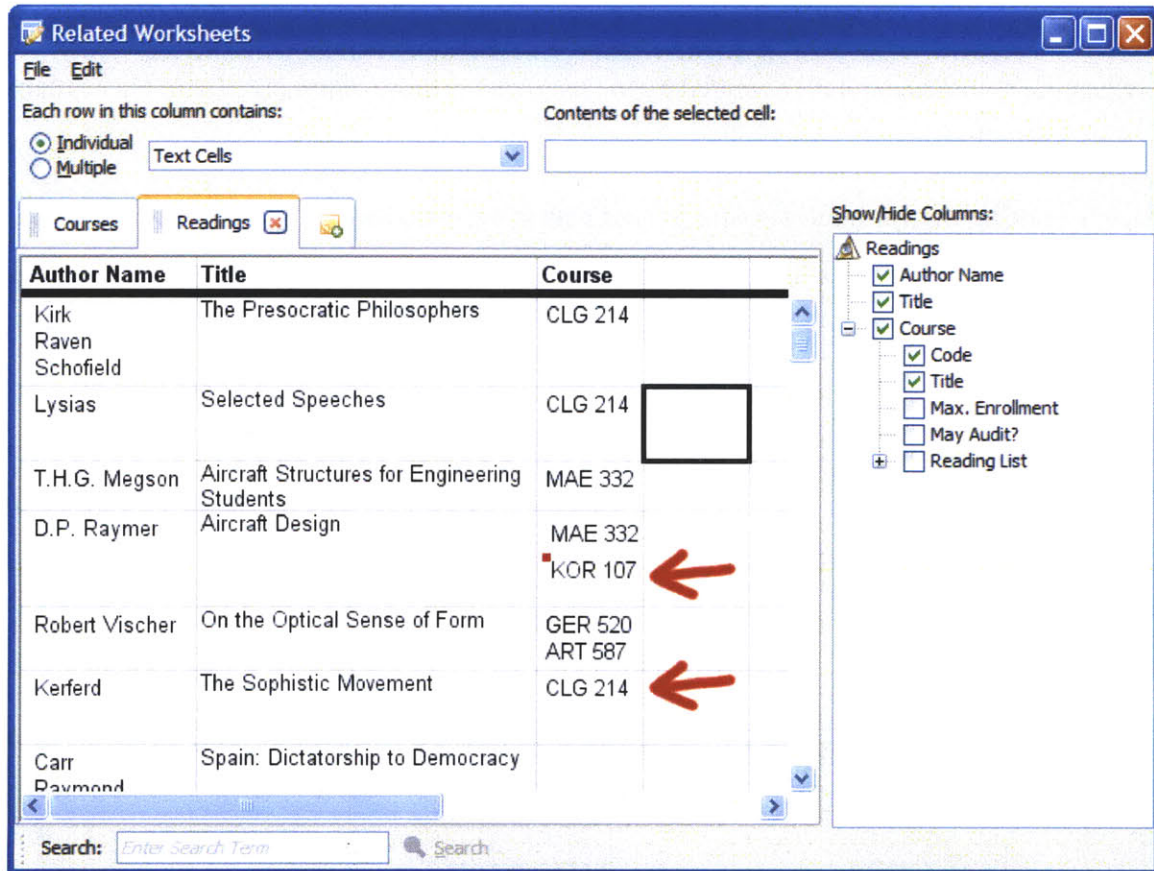 Related Worksheets
File Edit
Each row in this column contains:
Contents of the selected cell:
Individual
Multiple
Text Cells
Courses
Readings
Show/Hide Columns:
Author Name Title Course
Kirk
Raven
Schofield
The Presocratic Philosophers
CLG 214
Lysias
Selected Speeches
CLG 214
T.H.G. Megson
Aircraft Structures for Engineering
Students
MAE 332
D.P. Raymer
Aircraft Design
MAE 332
KOR 107
Robert Vischer
On the Optical Sense of Form
GER 520
ART 587
Kerferd
The Sophistic Movement
CLG 214
Carr
Raymond
Spain: Dictatorship to Democracy
Readings
Author Name
Title
Course
Code
Title
Max. Enrollment
May Audit?
Reading List
Search: Enter Search Term Search